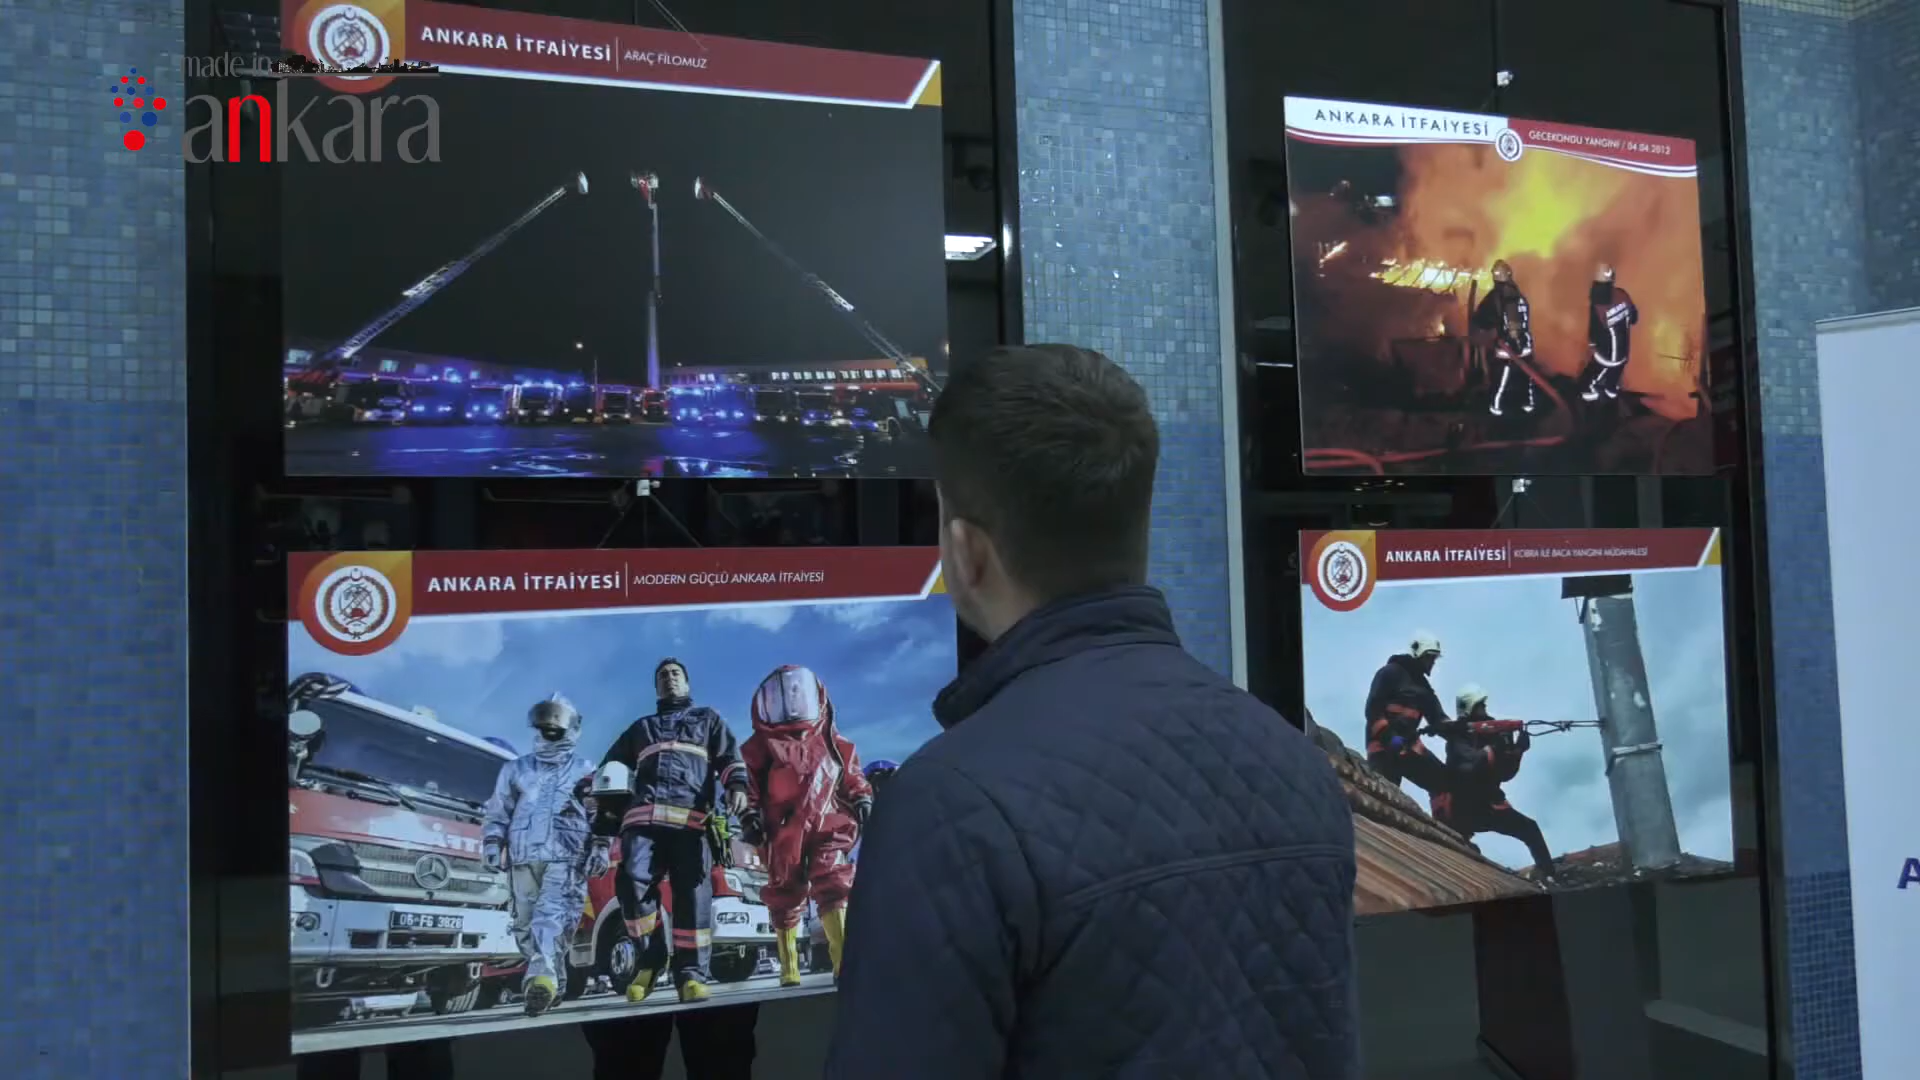 made in
ankara
ANKARA İTFAİYESİ ARAÇ FİLOMUZ
ANKARA İTFAİYESİ GECEKONDU YANGINI / 04.04.2012
ANKARA İTFAİYESİ MODERN GÜÇLÜ ANKARA İTFAİYESİ
06 FG 3828
ANKARA İTFAİYESİ KOBRA İLE BACA YANGINI MÜDAHALESİ
A